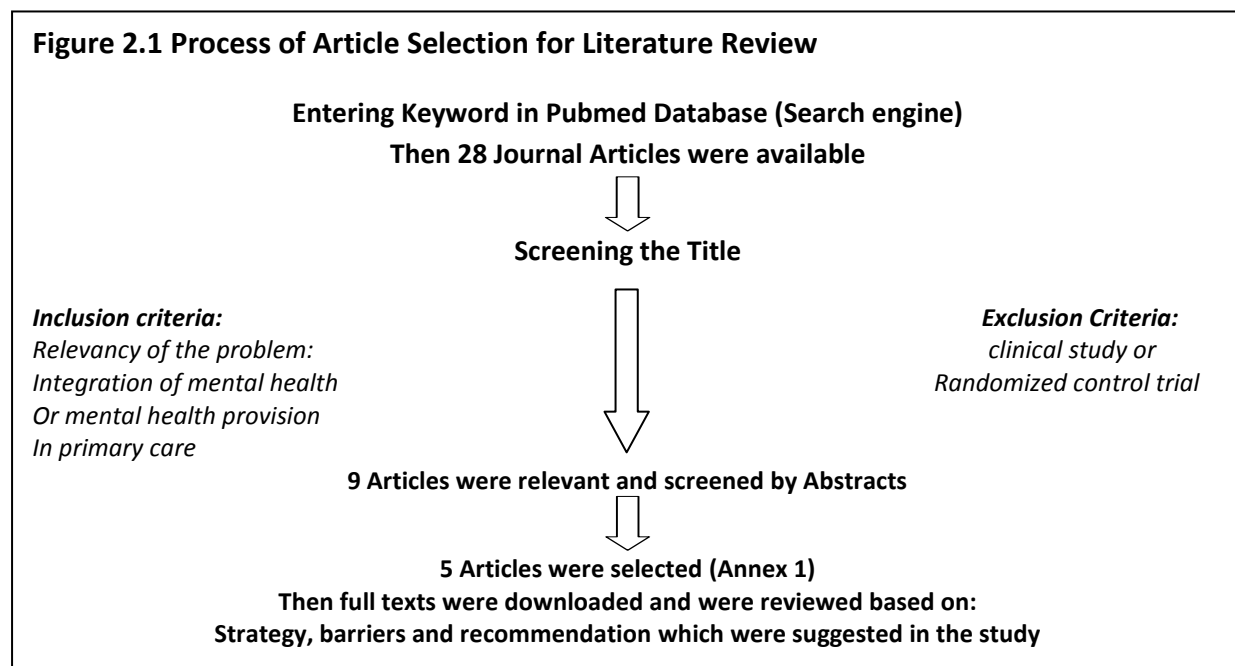 Figure 2.1 Process of Article Selection for Literature Review
Entering Keyword in Pubmed Database (Search engine)
Then 28 Journal Articles were available
Screening the Title
Inclusion criteria:
Relevancy of the problem:
Integration of mental health
Or mental health provision
In primary care
Exclusion Criteria:
clinical study or
Randomized control trial
9 Articles were relevant and screened by Abstracts
5 Articles were selected (Annex 1)
Then full texts were downloaded and were reviewed based on:
Strategy, barriers and recommendation which were suggested in the study